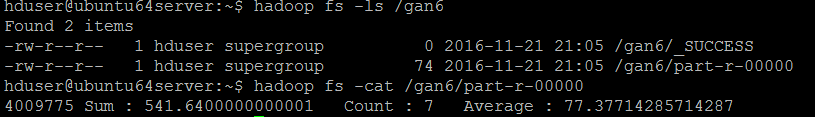 hduser@ubuntu64server:~$ hadoop fs -ls /gan6
Found 2 items
-rw-r--r--   1 hduser supergroup          0 2016-11-21 21:05 /gan6/_SUCCESS
-rw-r--r--   1 hduser supergroup         74 2016-11-21 21:05 /gan6/part-r-00000
hduser@ubuntu64server:~$ hadoop fs -cat /gan6/part-r-00000
4009775 Sum : 541.6400000000001   Count : 7   Average : 77.37714285714287